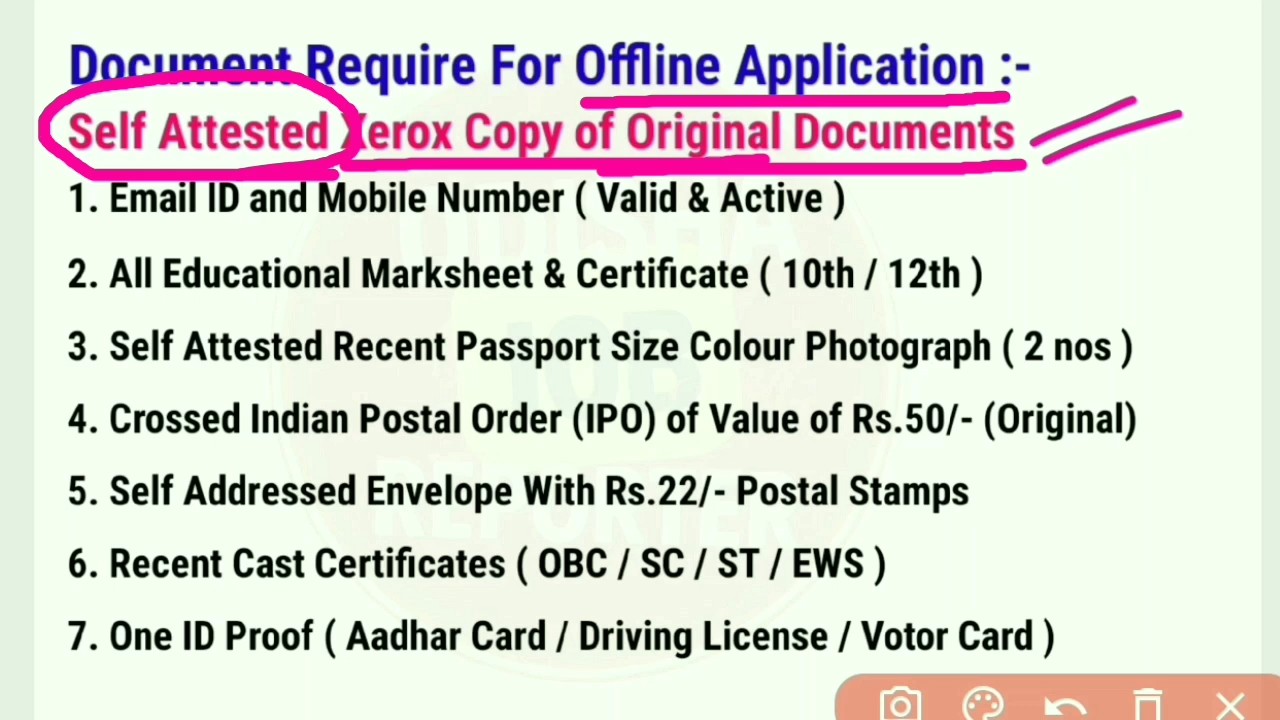 Document Require For Offline Application :-
Self Attested Xerox Copy of Original Documents
1. Email ID and Mobile Number ( Valid & Active )
2. All Educational Marksheet & Certificate ( 10th / 12th )
3. Self Attested Recent Passport Size Colour Photograph ( 2 nos )
4. Crossed Indian Postal Order (IPO) of Value of Rs.50/- (Original)
5. Self Addressed Envelope With Rs.22/- Postal Stamps
6. Recent Cast Certificates ( OBC / SC / ST / EWS )
7. One ID Proof ( Aadhar Card / Driving License / Votor Card )
ODISHA
JOB
REPORTER